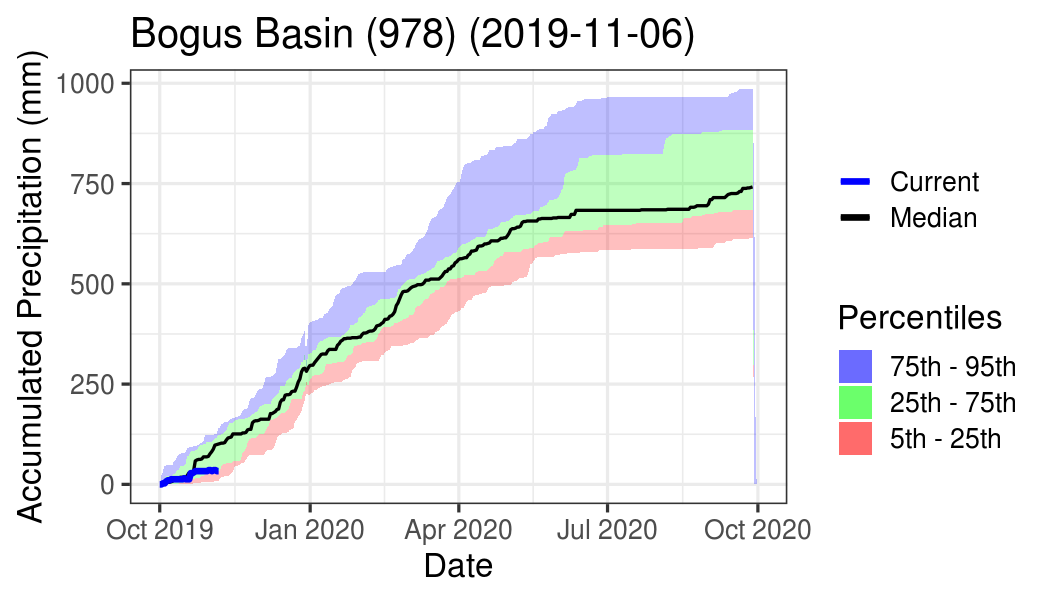 Bogus Basin (978) (2019-11-06)
Accumulated Precipitation (mm)
1000
750
500
250
0
Oct 2019
Jan 2020
Apr 2020
Jul 2020
Oct 2020
Date
Current
Median
Percentiles
75th - 95th
25th - 75th
5th - 25th